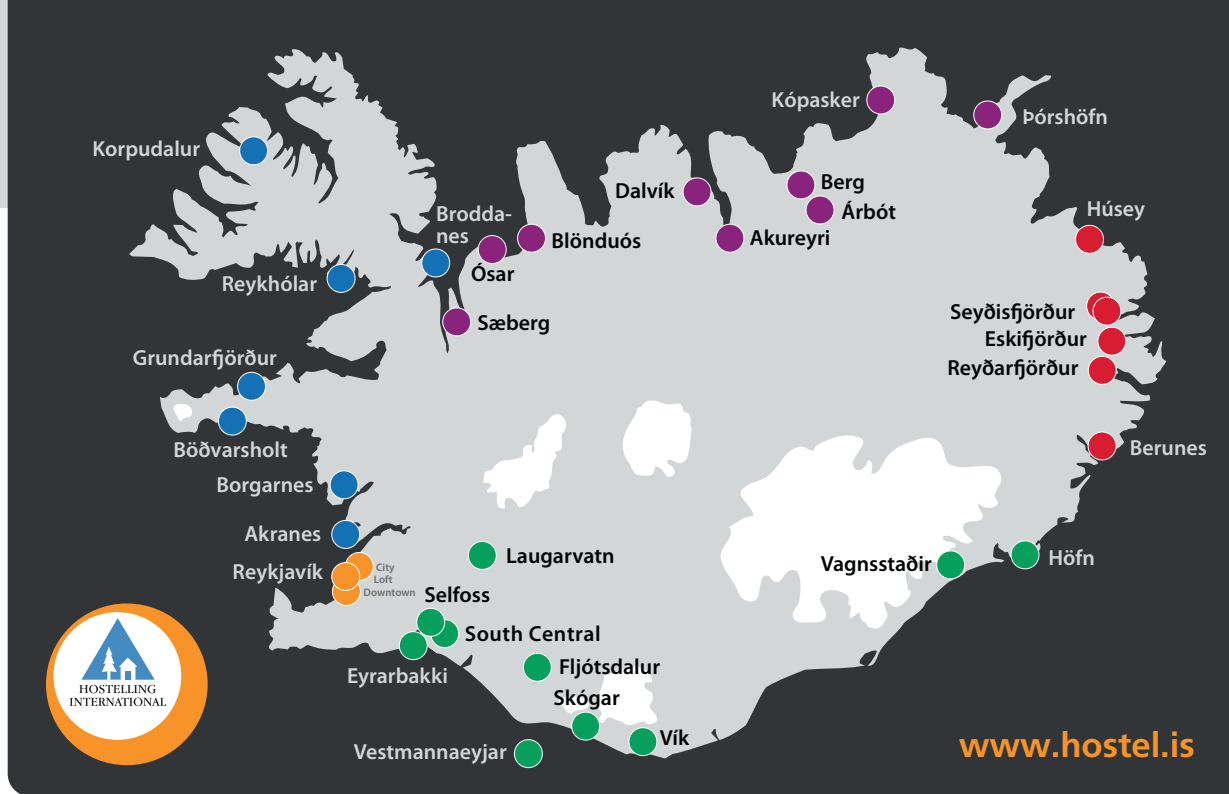 Kópasker
Þórshöfn
Korpudalur
Dalvík
Berg
Árbót
Húsey
Brodda-
nes
Blönduós
Akureyri
Ósar
Reykhólar
Sæberg
Seyðisfjörður
Eskifjörður
Reyðarfjörður
Grundarfjörður
Böðvarsholt
Berunes
Borgarnes
Akranes
Laugarvatn
Vagnsstaðir
Höfn
Reykjavík
City
Loft
Downtown
Selfoss
South Central
Eyrarbakki
Fljótsdalur
Skógar
Vík
Vestmannaeyjar
HOSTELLING
INTERNATIONAL
www.hostel.is